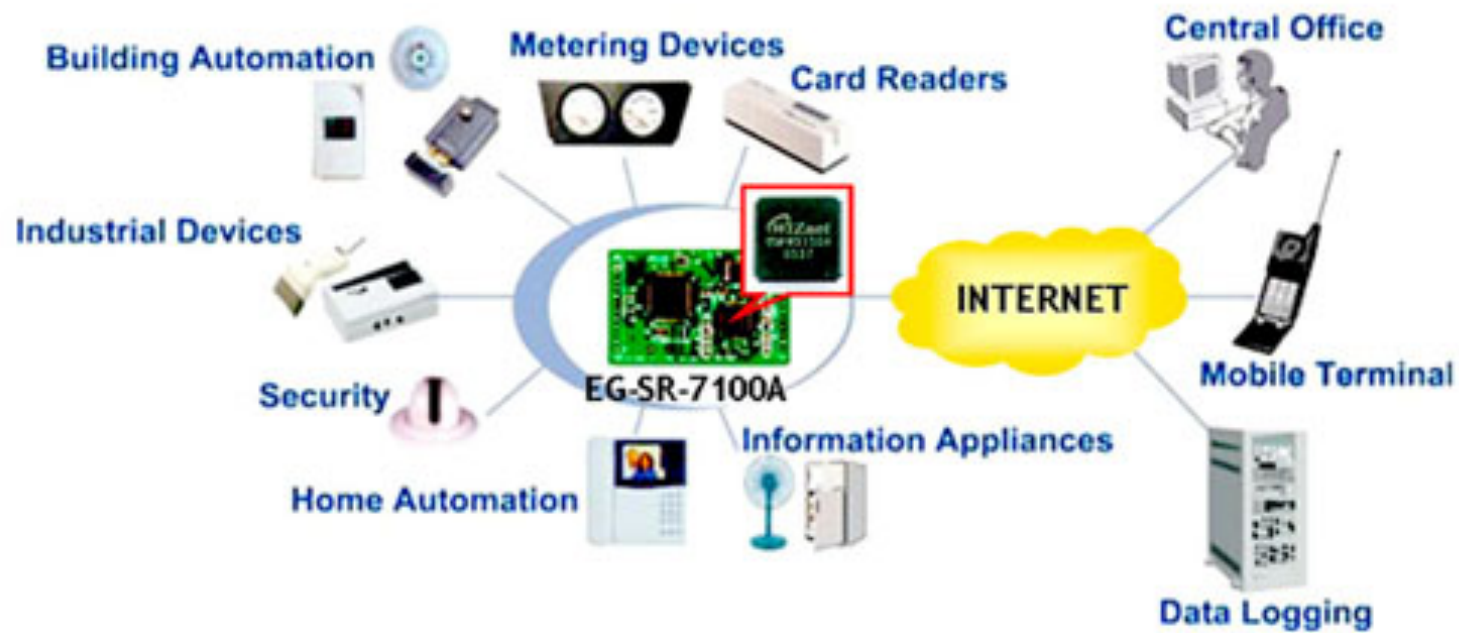 Building Automation
Metering Devices
Card Readers
Central Office
Industrial Devices
WIZnet
INTERNET
EG-SR-7100A
Mobile Terminal
Security
Information Appliances
Home Automation
Data Logging